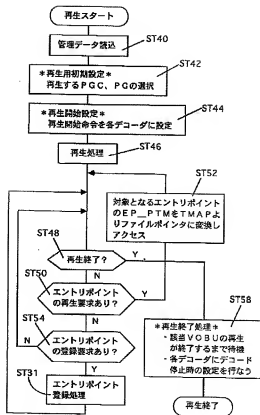 再生スタート
ST40
管理データ読込
ST42
*再生用初期設定*
再生するPGC、PGの選択
ST44
*再生開始設定*
再生開始命令を各デコーダに設定
ST46
再生処理
ST52
対象となるエントリポイント
のEP_PTMをTMAPよ
りファイルポインタに変換し
アクセス
ST48
再生終了?
Y
N
ST50
エントリポイント
の再生要求あり?
Y
N
ST54
エントリポイント
の登録要求あり?
N
Y
ST31
エントリポイント
登録処理
ST58
*再生終了処理*
- 該当VOBUの再生
が終了するまで待機
- 各デコーダにデコード
停止時の設定を行なう
再生終了